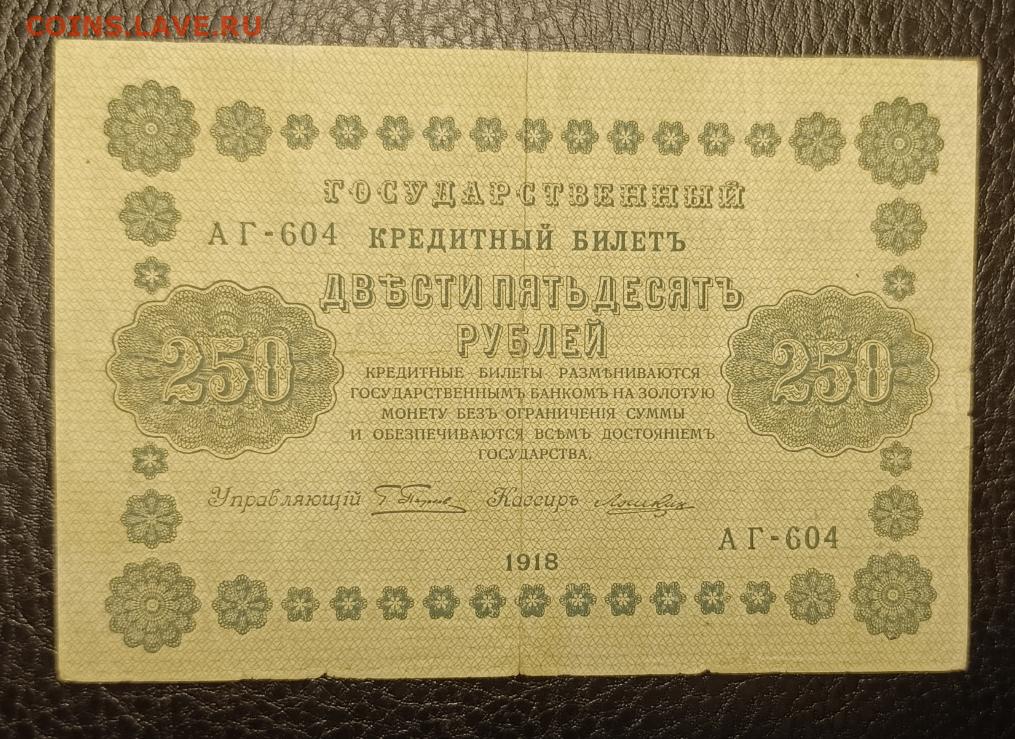 COINS.LAVE.RU
ГОСУДАРСТВЕННЫЙ
АГ-604 КРЕДИТНЫЙ БИЛЕТЪ
ДВѢСТИ ПЯТЬДЕСЯТЪ
РУБЛЕЙ
250
250
КРЕДИТНЫЕ БИЛЕТЫ РАЗМѢНИВАЮТСЯ
ГОСУДАРСТВЕННЫМЪ БАНКОМЪ НА ЗОЛОТУЮ
МОНЕТУ БЕЗЪ ОГРАНИЧЕНІЯ СУММЫ
И ОБЕЗПЕЧИВАЮТСЯ ВСѢМЪ ДОСТОЯНІЕМЪ
ГОСУДАРСТВА.
Управляющій Кассиръ
АГ-604
1918